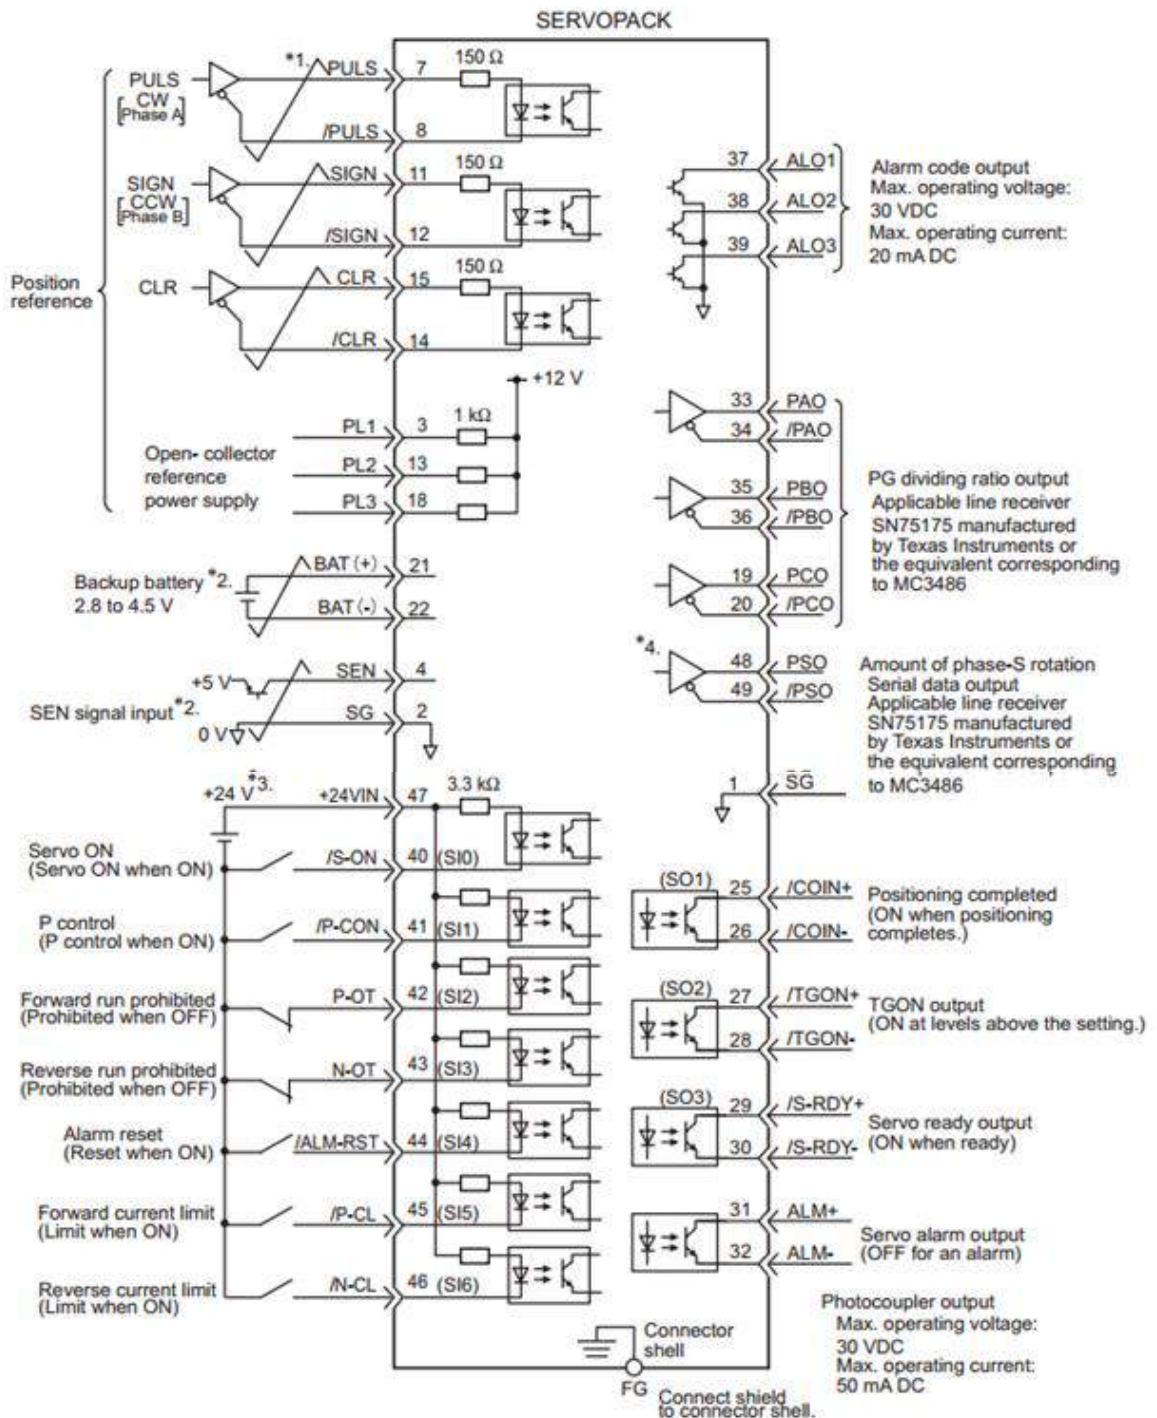 SERVOPACK
Position
reference
PULS
CW
[Phase A]
*1.
PULS
7
150 Ω
/PULS
8
SIGN
CCW
[Phase B]
SIGN
11
150 Ω
/SIGN
12
CLR
CLR
15
150 Ω
/CLR
14
+12 V
Open- collector
reference
power supply
PL1
3
1 kΩ
PL2
13
PL3
18
Backup battery *2.
2.8 to 4.5 V
BAT (+)
21
BAT (-)
22
SEN signal input *2.
+5 V
SEN
4
0 V
SG
2
+24 V *3.
+24VIN
47
3.3 kΩ
Servo ON
(Servo ON when ON)
/S-ON
40
(SI0)
P control
(P control when ON)
/P-CON
41
(SI1)
Forward run prohibited
(Prohibited when OFF)
P-OT
42
(SI2)
Reverse run prohibited
(Prohibited when OFF)
N-OT
43
(SI3)
Alarm reset
(Reset when ON)
/ALM-RST
44
(SI4)
Forward current limit
(Limit when ON)
/P-CL
45
(SI5)
Reverse current limit
(Limit when ON)
/N-CL
46
(SI6)
37
ALO1
38
ALO2
39
ALO3
Alarm code output
Max. operating voltage:
30 VDC
Max. operating current:
20 mA DC
33
PAO
34
/PAO
35
PBO
36
/PBO
19
PCO
20
/PCO
PG dividing ratio output
Applicable line receiver
SN75175 manufactured
by Texas Instruments or
the equivalent corresponding
to MC3486
*4.
48
PSO
49
/PSO
Amount of phase-S rotation
Serial data output
Applicable line receiver
SN75175 manufactured
by Texas Instruments or
the equivalent corresponding
to MC3486
1
SG
(SO1)
25
/COIN+
26
/COIN-
Positioning completed
(ON when positioning
completes.)
(SO2)
27
/TGON+
28
/TGON-
TGON output
(ON at levels above the setting.)
(SO3)
29
/S-RDY+
30
/S-RDY-
Servo ready output
(ON when ready)
31
ALM+
32
ALM-
Servo alarm output
(OFF for an alarm)
Photocoupler output
Max. operating voltage:
30 VDC
Max. operating current:
50 mA DC
Connector
shell
FG
Connect shield
to connector shell.